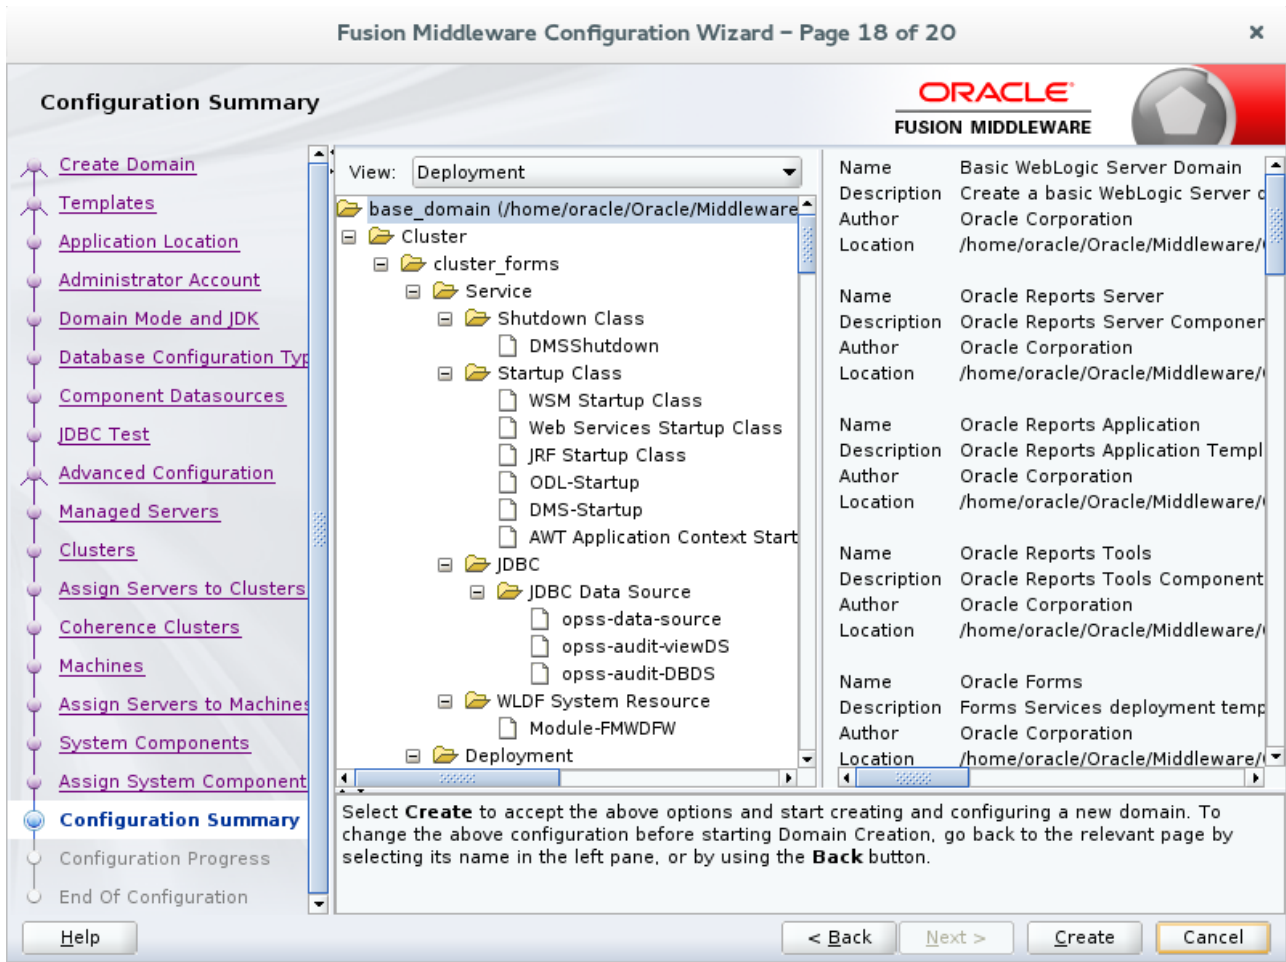 Fusion Middleware Configuration Wizard – Page 18 of 20
Configuration Summary
ORACLE
FUSION MIDDLEWARE
Create Domain
Templates
Application Location
Administrator Account
Domain Mode and JDK
Database Configuration Typ
Component Datasources
JDBC Test
Advanced Configuration
Managed Servers
Clusters
Assign Servers to Clusters
Coherence Clusters
Machines
Assign Servers to Machines
System Components
Assign System Component
Configuration Summary
Configuration Progress
End Of Configuration
View: Deployment
base_domain (/home/oracle/Oracle/Middleware
Cluster
cluster_forms
Service
Shutdown Class
DMSShutdown
Startup Class
WSM Startup Class
Web Services Startup Class
JRF Startup Class
ODL-Startup
DMS-Startup
AWT Application Context Start
JDBC
JDBC Data Source
opss-data-source
opss-audit-viewDS
opss-audit-DBDS
WLDF System Resource
Module-FMWDFW
Deployment
Name Basic WebLogic Server Domain
Description Create a basic WebLogic Server d
Author Oracle Corporation
Location /home/oracle/Oracle/Middleware/
Name Oracle Reports Server
Description Oracle Reports Server Componen
Author Oracle Corporation
Location /home/oracle/Oracle/Middleware/
Name Oracle Reports Application
Description Oracle Reports Application Templ
Author Oracle Corporation
Location /home/oracle/Oracle/Middleware/
Name Oracle Reports Tools
Description Oracle Reports Tools Component
Author Oracle Corporation
Location /home/oracle/Oracle/Middleware/
Name Oracle Forms
Description Forms Services deployment temp
Author Oracle Corporation
Location /home/oracle/Oracle/Middleware/
Select Create to accept the above options and start creating and configuring a new domain. To
change the above configuration before starting Domain Creation, go back to the relevant page by
selecting its name in the left pane, or by using the Back button.
Help
< Back
Next >
Create
Cancel